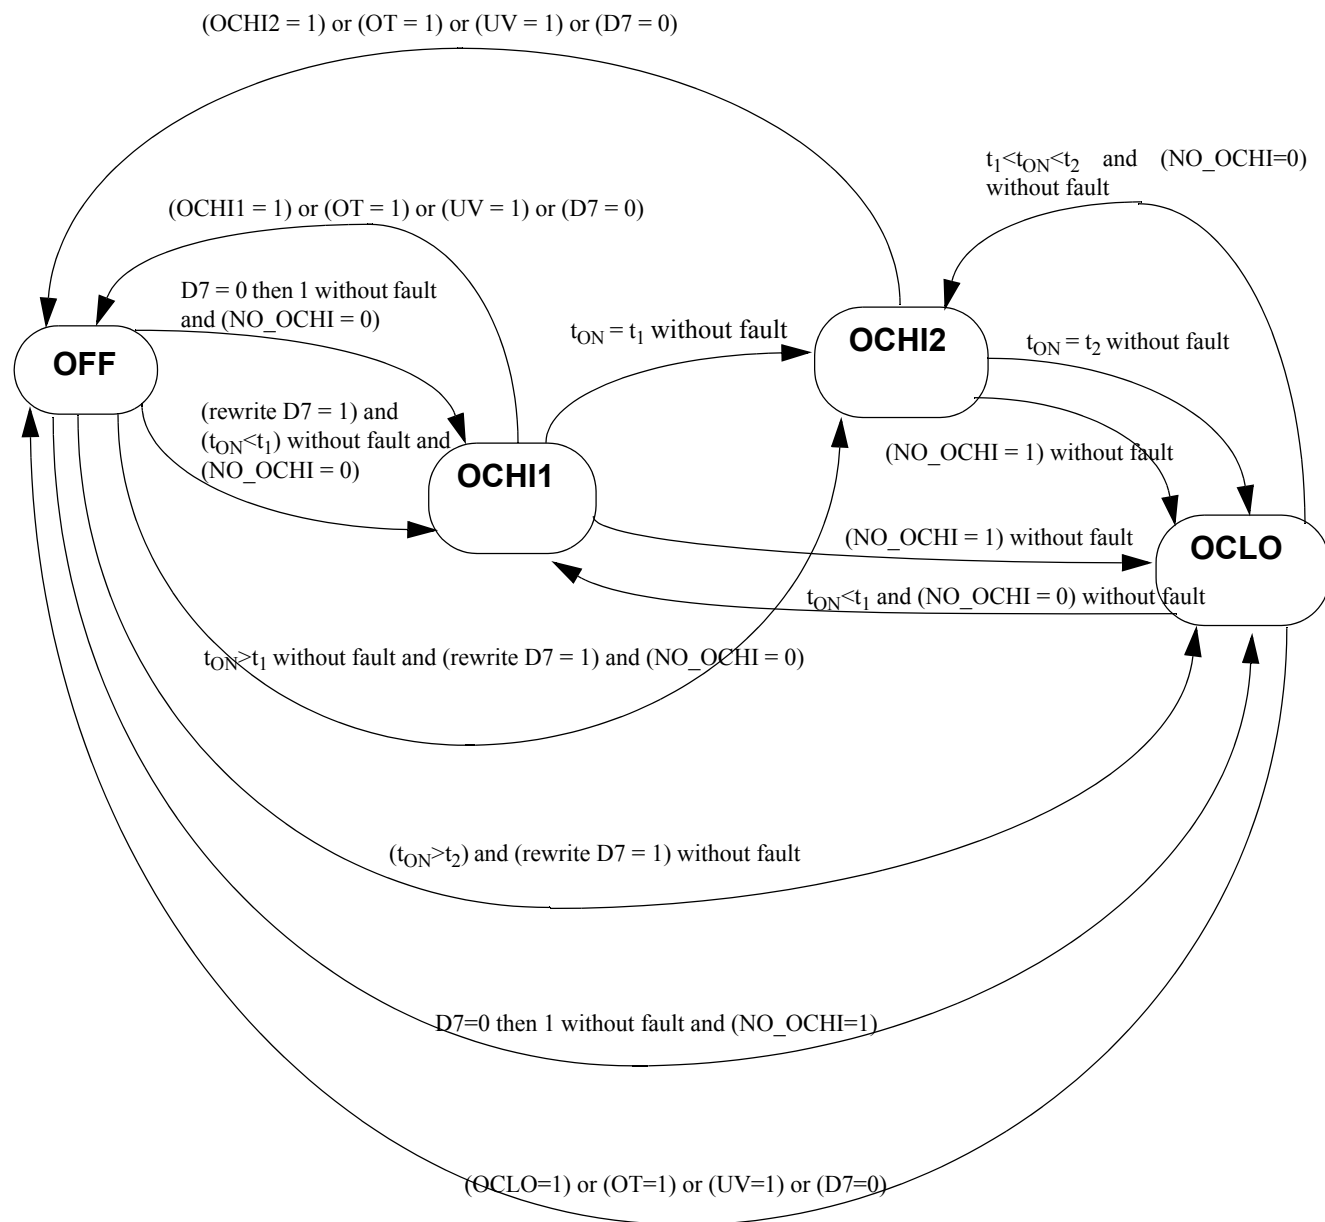 (OCHI2 = 1) or (OT = 1) or (UV = 1) or (D7 = 0)
t1<tON<t2 and (NO_OCHI=0)
without fault
(OCHI1 = 1) or (OT = 1) or (UV = 1) or (D7 = 0)
D7 = 0 then 1 without fault
and (NO_OCHI = 0)
tON = t1 without fault
OCHI2
tON = t2 without fault
OFF
(rewrite D7 = 1) and
(tON<t1) without fault and
(NO_OCHI = 0)
(NO_OCHI = 1) without fault
OCHI1
(NO_OCHI = 1) without fault
OCLO
tON<t1 and (NO_OCHI = 0) without fault
tON>t1 without fault and (rewrite D7 = 1) and (NO_OCHI = 0)
(tON>t2) and (rewrite D7 = 1) without fault
D7=0 then 1 without fault and (NO_OCHI=1)
(OCLO=1) or (OT=1) or (UV=1) or (D7=0)